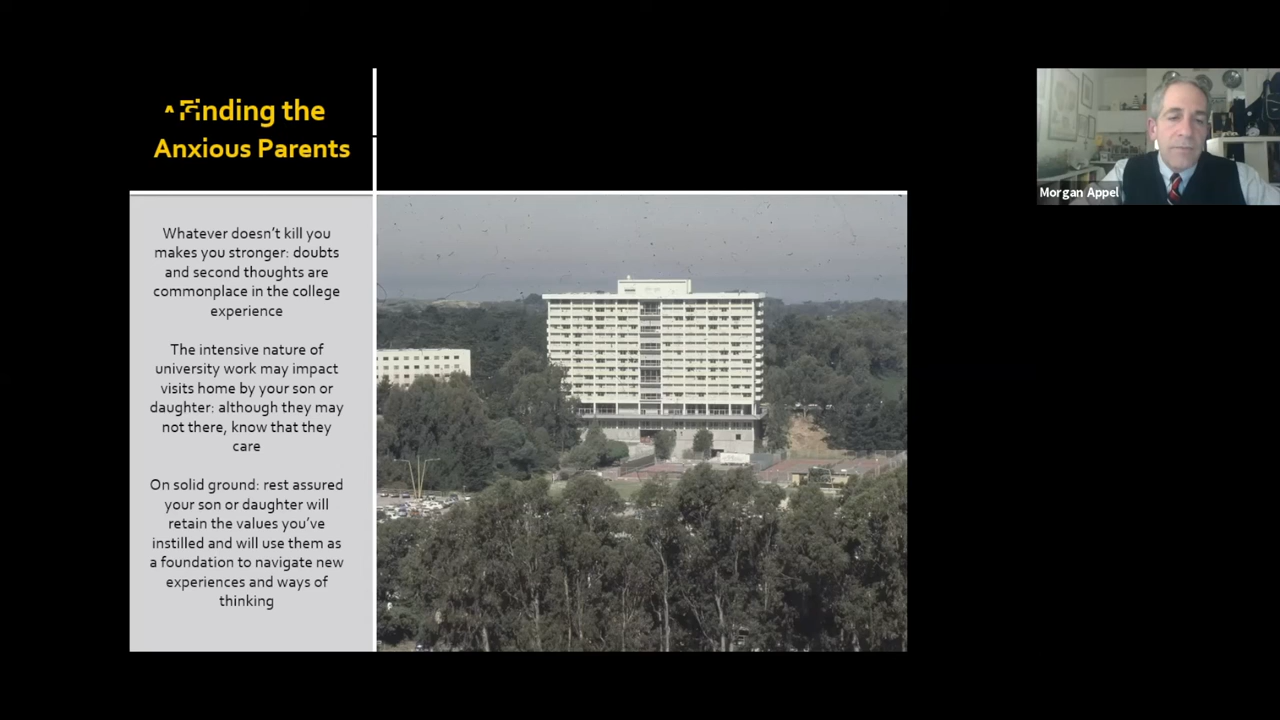 Finding the
Anxious Parents
Whatever doesn’t kill you
makes you stronger: doubts
and second thoughts are
commonplace in the college
experience
The intensive nature of
university work may impact
visits home by your son or
daughter: although they may
not there, know that they
care
On solid ground: rest assured
your son or daughter will
retain the values you’ve
instilled and will use them as
a foundation to navigate new
experiences and ways of
thinking
Morgan Appel